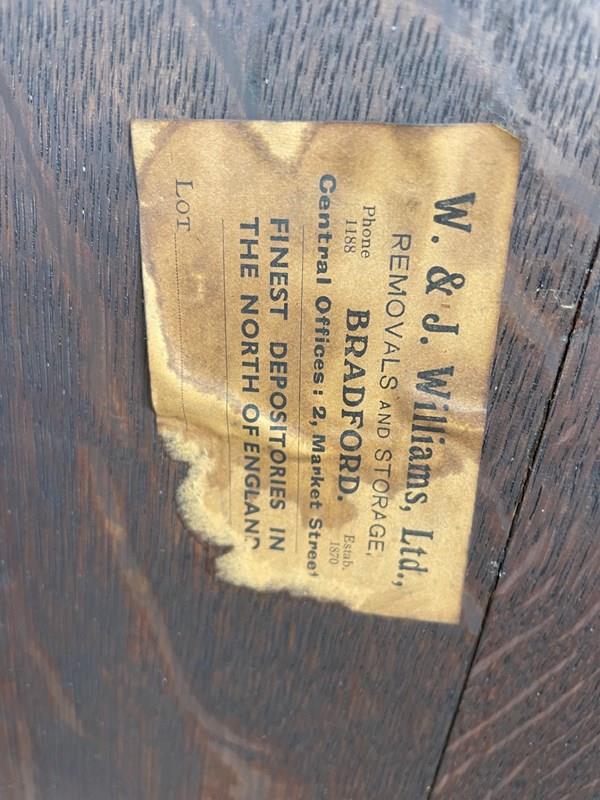 W. & J. Williams, Ltd.,
REMOVALS AND STORAGE,
Phone 1188 BRADFORD. Estab. 1870
Central Offices: 2, Market Street
FINEST DEPOSITORIES IN
THE NORTH OF ENGLAND
LOT